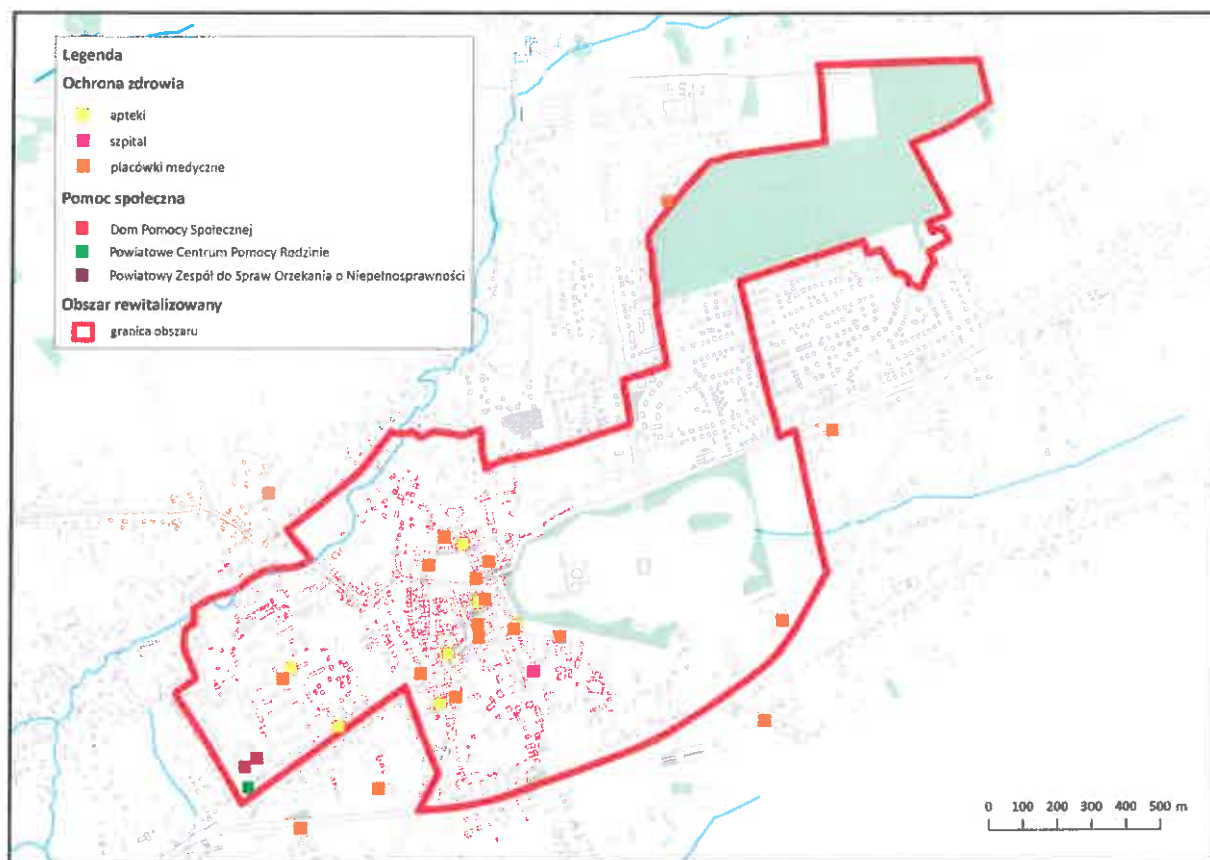 Legenda
Ochrona zdrowia
apteki
szpital
placówki medyczne
Pomoc społeczna
Dom Pomocy Społecznej
Powiatowe Centrum Pomocy Rodzinie
Powiatowy Zespół do Spraw Orzekania o Niepełnosprawności
Obszar rewitalizowany
granica obszaru
0 100 200 300 400 500 m